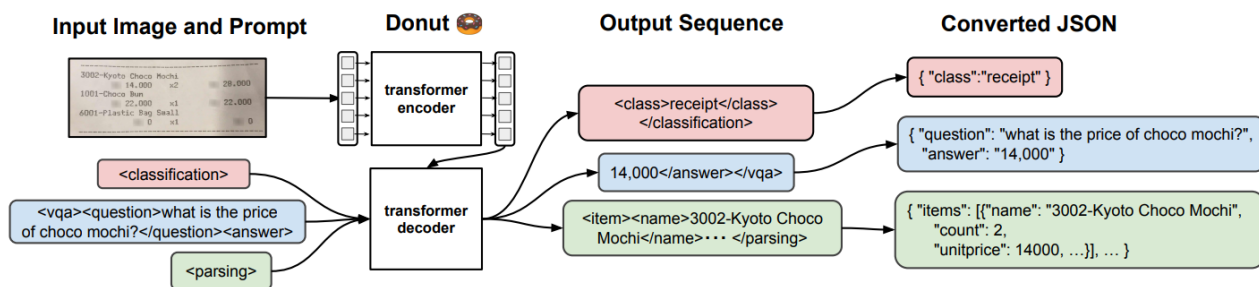 Input Image and Prompt
Donut 🍩
Output Sequence
Converted JSON
3002-Kyoto Choco Mochi
14.000 x2 28.000
1001-Choco Bun
22.000 x1 22.000
6001-Plastic Bag Small
0 x1 0
<classification>
<vqa><question>what is the price
of choco mochi?</question><answer>
<parsing>
transformer
encoder
transformer
decoder
<class>receipt</class>
</classification>
14,000</answer></vqa>
<item><name>3002-Kyoto Choco
Mochi</name>··· </parsing>
{ "class":"receipt" }
{ "question": "what is the price of choco mochi?",
"answer": "14,000" }
{ "items": [{"name": "3002-Kyoto Choco Mochi",
"count": 2,
"unitprice": 14000, …}], … }